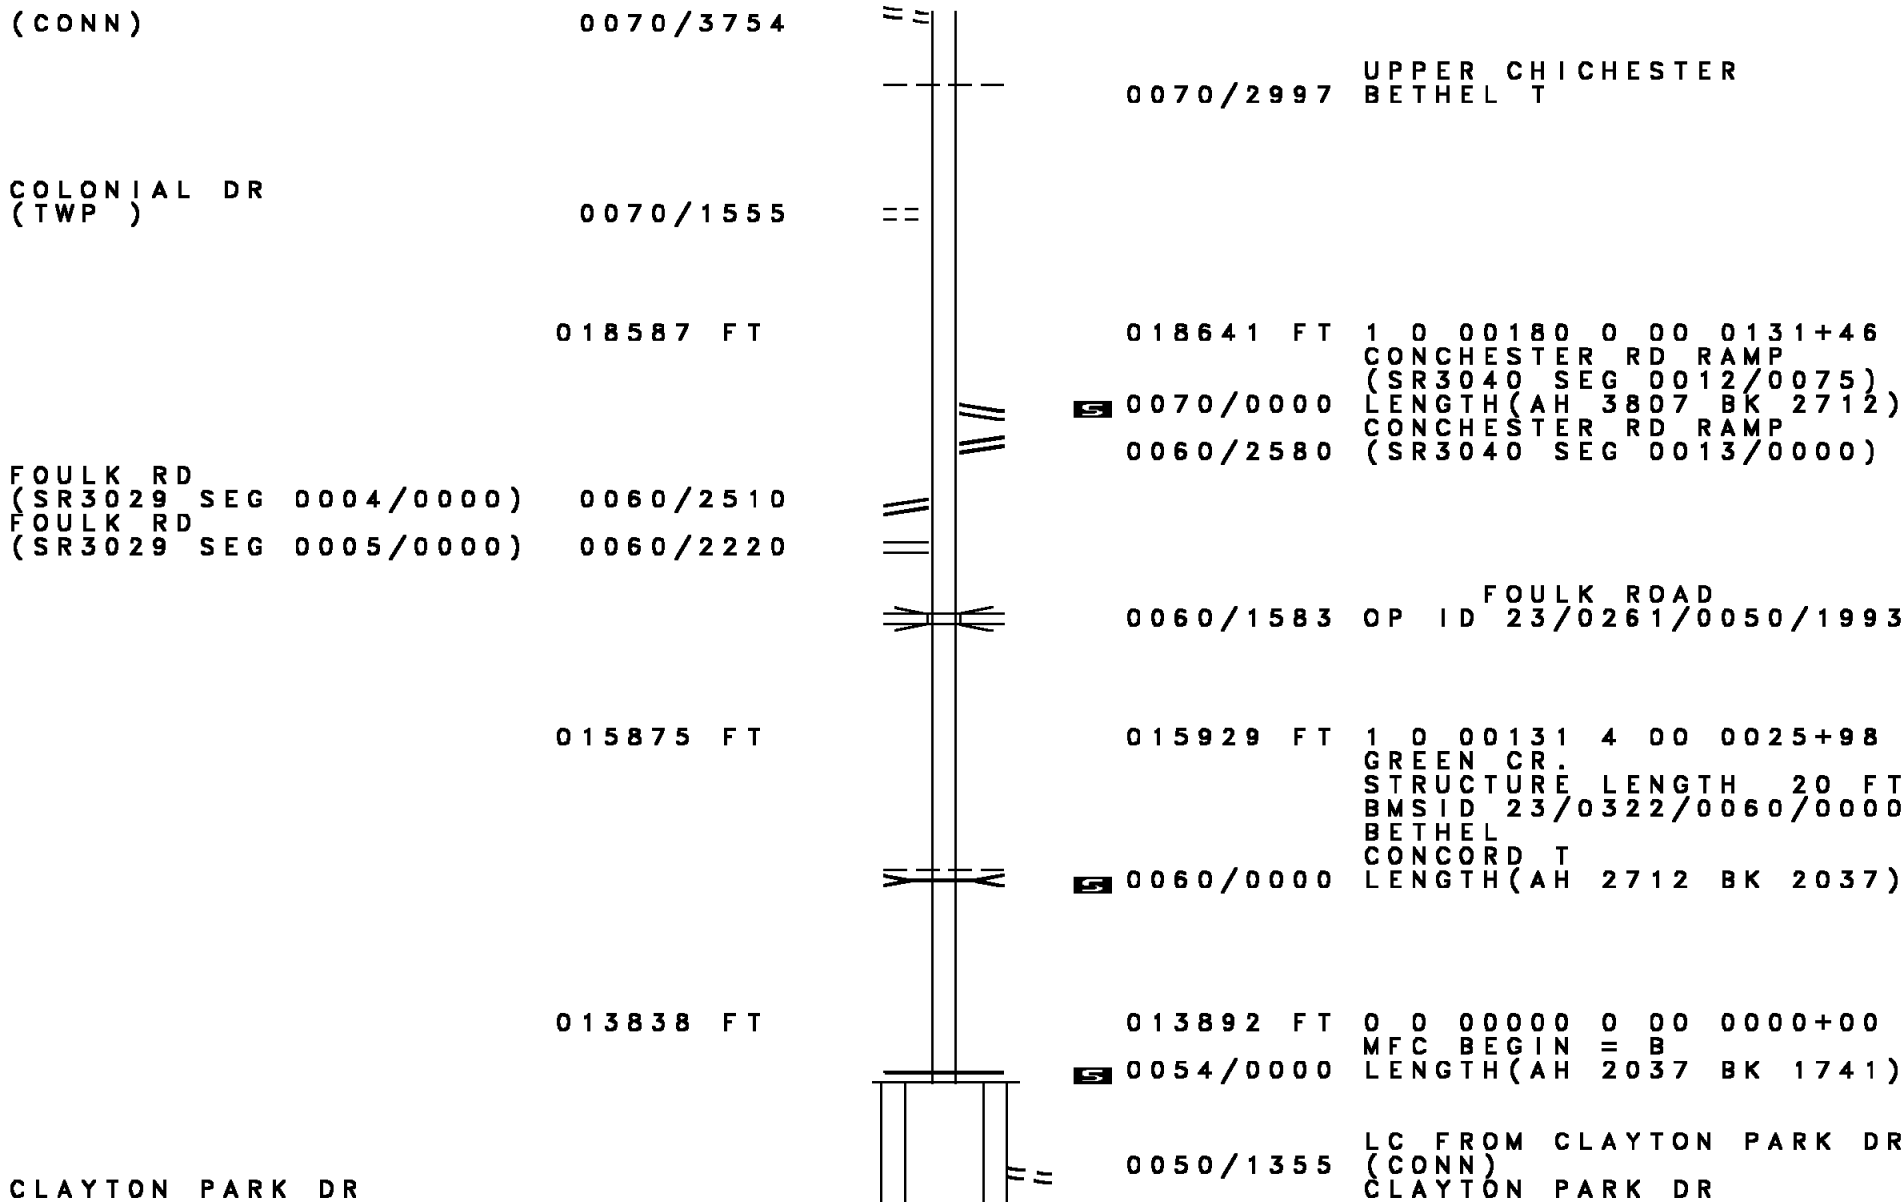 (CONN) 0070/3754
UPPER CHICHESTER
0070/2997 BETHEL T
COLONIAL DR
(TWP ) 0070/1555
018587 FT 018641 FT 1 0 00180 0 00 0131+46
CONCHESTER RD RAMP
(SR3040 SEG 0012/0075)
S 0070/0000 LENGTH(AH 3807 BK 2712)
CONCHESTER RD RAMP
0060/2580 (SR3040 SEG 0013/0000)
FOULK RD
(SR3029 SEG 0004/0000) 0060/2510
FOULK RD
(SR3029 SEG 0005/0000) 0060/2220
FOULK ROAD
0060/1583 OP ID 23/0261/0050/1993
015875 FT 015929 FT 1 0 00131 4 00 0025+98
GREEN CR.
STRUCTURE LENGTH 20 FT
BMSID 23/0322/0060/0000
BETHEL
CONCORD T
S 0060/0000 LENGTH(AH 2712 BK 2037)
013838 FT 013892 FT 0 0 00000 0 00 0000+00
MFC BEGIN = B
S 0054/0000 LENGTH(AH 2037 BK 1741)
LC FROM CLAYTON PARK DR
0050/1355 (CONN)
CLAYTON PARK DR CLAYTON PARK DR